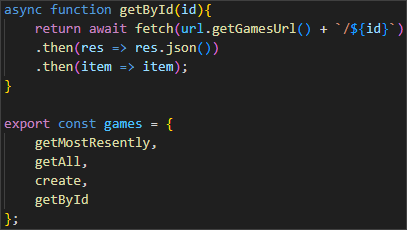 async function getById(id){
    return await fetch(url.getGamesUrl() + `/${id}`)
    .then(res => res.json())
    .then(item => item);
}

export const games = {
    getMostResently,
    getAll,
    create,
    getById
};